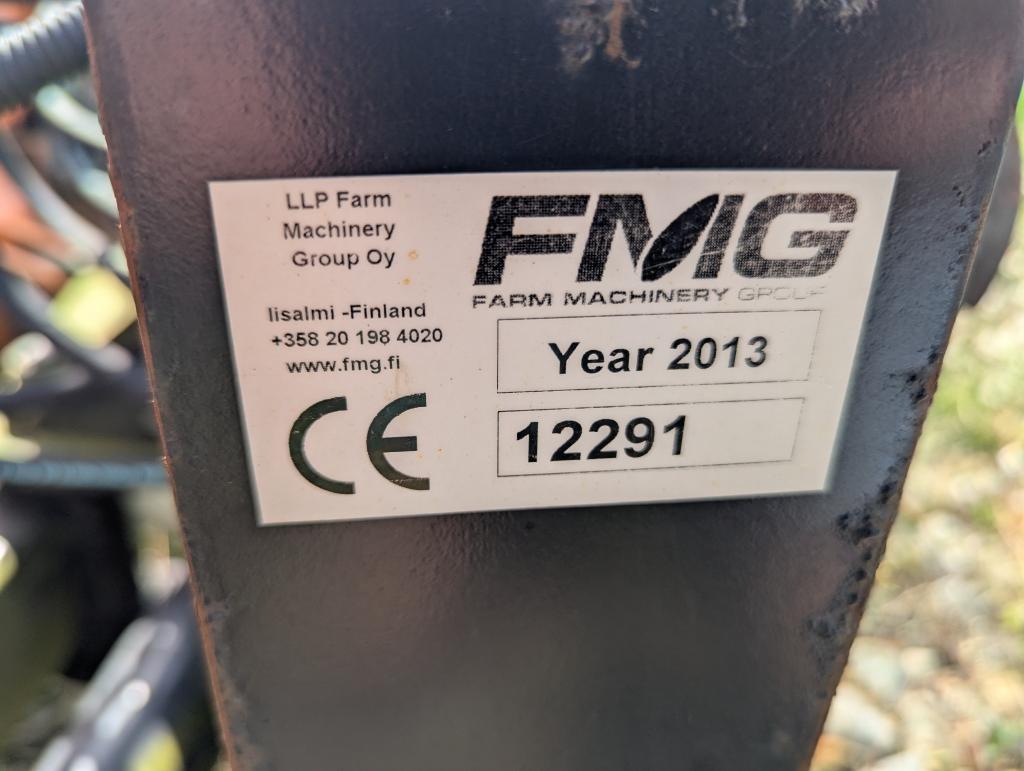 LLP Farm
Machinery
Group Oy
Iisalmi -Finland
+358 20 198 4020
www.fmg.fi
CE
FMG
FARM MACHINERY GROUP
Year 2013
12291